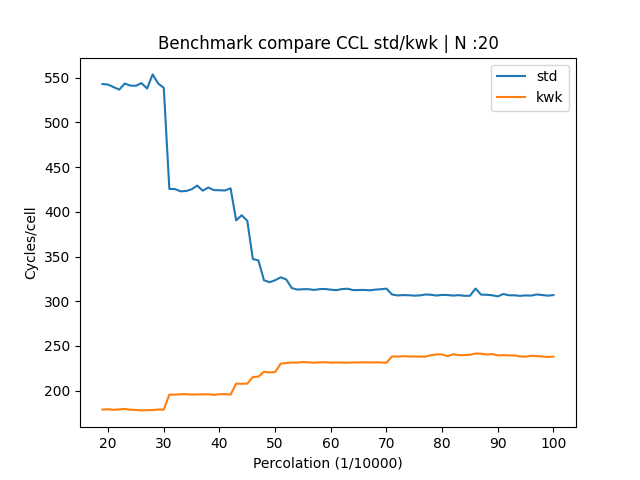 Benchmark compare CCL std/kwk | N :20
std
kwk
Cycles/cell
550
500
450
400
350
300
250
200
20 30 40 50 60 70 80 90 100
Percolation (1/10000)